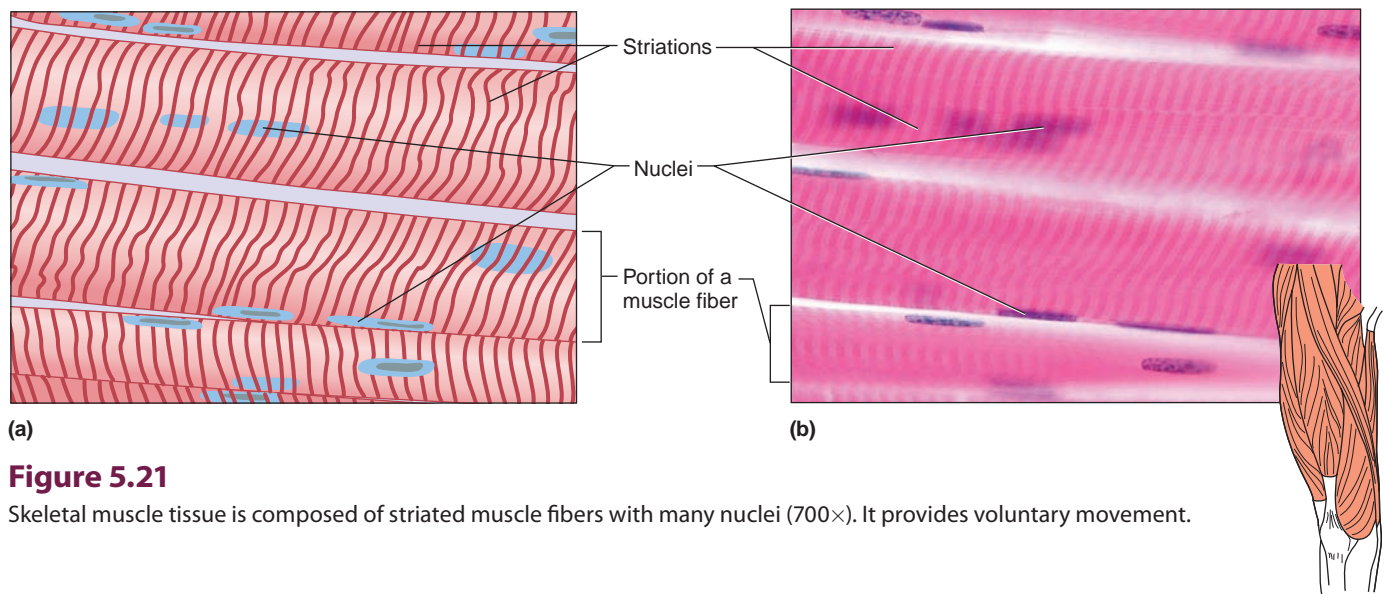 Striations
Nuclei
Portion of a
muscle fiber
(a)
(b)
Figure 5.21
Skeletal muscle tissue is composed of striated muscle fibers with many nuclei (700×). It provides voluntary movement.